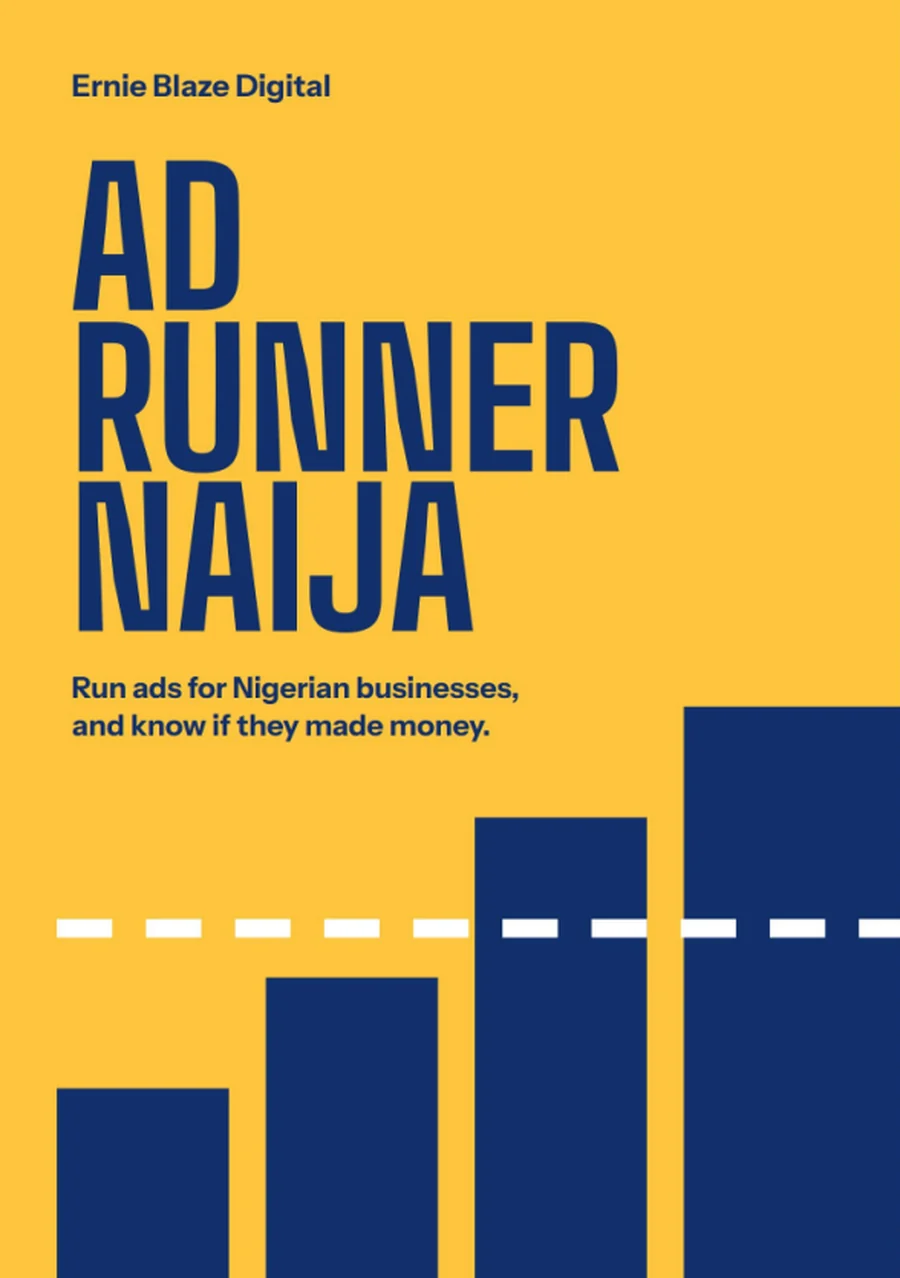 Ernie Blaze Digital
AD
RUNNER
NAIJA
Run ads for Nigerian businesses,
and know if they made money.